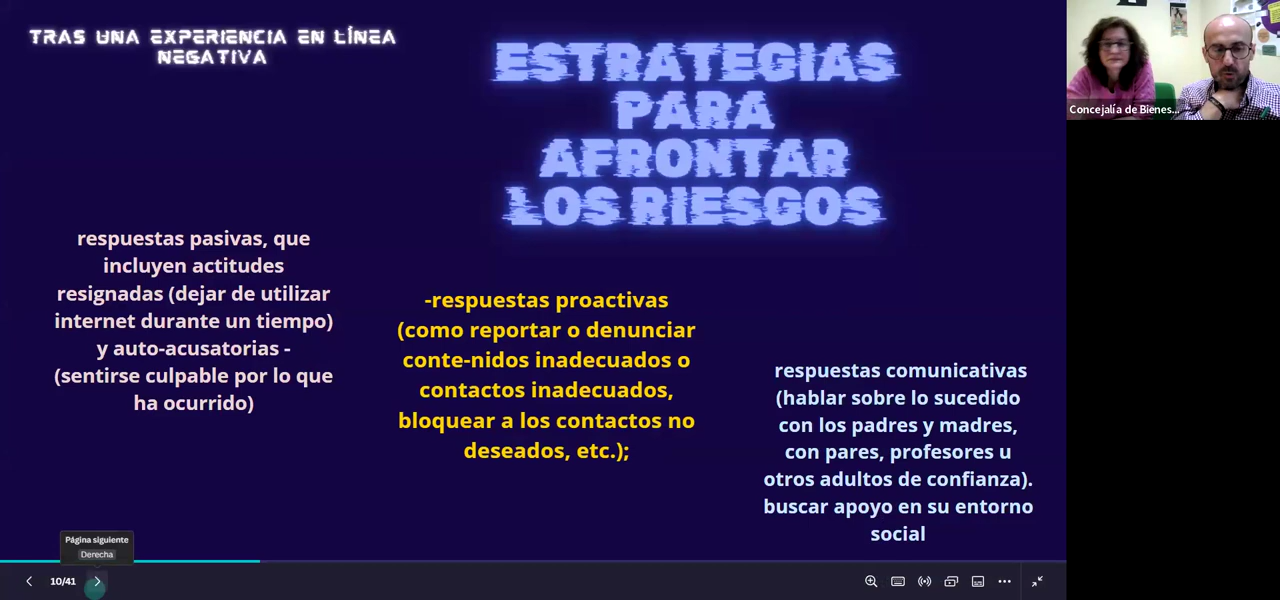 TRAS UNA EXPERIENCIA EN LÍNEA
NEGATIVA
ESTRATEGIAS
PARA
AFRONTAR
LOS RIESGOS
respuestas pasivas, que
incluyen actitudes
resignadas (dejar de utilizar
internet durante un tiempo)
y auto-acusatorias -
(sentirse culpable por lo que
ha ocurrido)
-respuestas proactivas
(como reportar o denunciar
conte-nidos inadecuados o
contactos inadecuados,
bloquear a los contactos no
deseados, etc.);
respuestas comunicativas
(hablar sobre lo sucedido
con los padres y madres,
con pares, profesores u
otros adultos de confianza).
buscar apoyo en su entorno
social
Concejalía de Bienes...
Página siguiente
Derecha
10/41